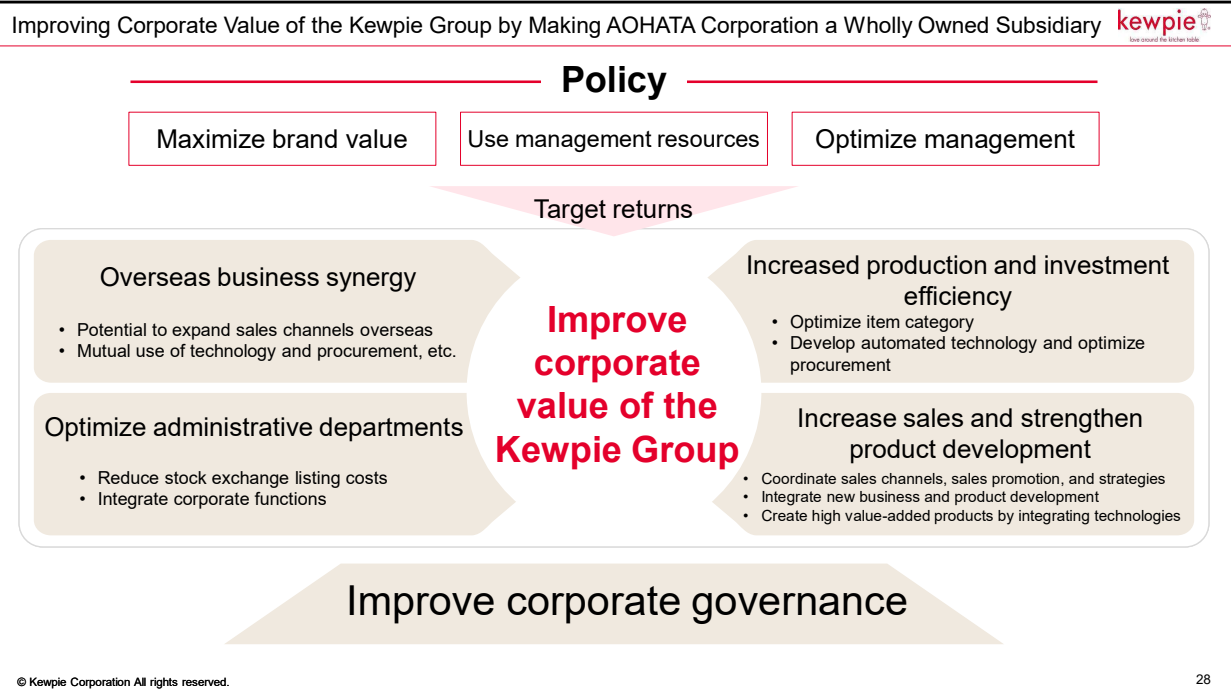 Improving Corporate Value of the Kewpie Group by Making AOHATA Corporation a Wholly Owned Subsidiary
kewpie
love around the kitchen table
Policy
Maximize brand value
Use management resources
Optimize management
Target returns
Overseas business synergy
• Potential to expand sales channels overseas
• Mutual use of technology and procurement, etc.
Increased production and investment
efficiency
• Optimize item category
• Develop automated technology and optimize
procurement
Improve
corporate
value of the
Kewpie Group
Optimize administrative departments
• Reduce stock exchange listing costs
• Integrate corporate functions
Increase sales and strengthen
product development
• Coordinate sales channels, sales promotion, and strategies
• Integrate new business and product development
• Create high value-added products by integrating technologies
Improve corporate governance
© Kewpie Corporation All rights reserved.
28